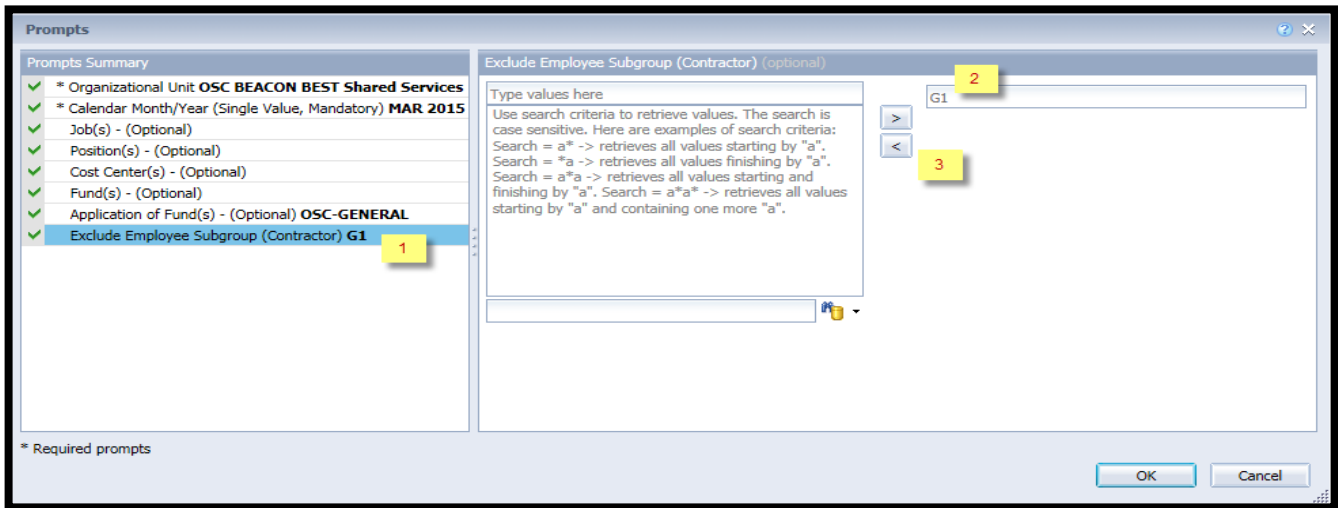 Prompts
Prompts Summary
* Organizational Unit OSC BEACON BEST Shared Services
* Calendar Month/Year (Single Value, Mandatory) MAR 2015
Job(s) - (Optional)
Position(s) - (Optional)
Cost Center(s) - (Optional)
Fund(s) - (Optional)
Application of Fund(s) - (Optional) OSC-GENERAL
Exclude Employee Subgroup (Contractor) G1
1
* Required prompts
Exclude Employee Subgroup (Contractor) (optional)
Type values here
Use search criteria to retrieve values. The search is
case sensitive. Here are examples of search criteria:
Search = a* -> retrieves all values starting by "a".
Search = *a -> retrieves all values finishing by "a".
Search = a*a -> retrieves all values starting and
finishing by "a". Search = a*a* -> retrieves all values
starting by "a" and containing one more "a".
>
<
2
G1
3
OK
Cancel